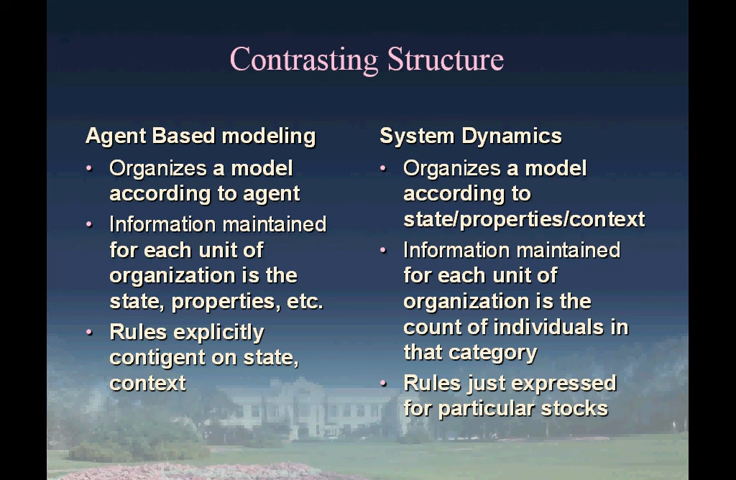 Contrasting Structure
Agent Based modeling
• Organizes a model
according to agent
• Information maintained
for each unit of
organization is the
state, properties, etc.
• Rules explicitly
contigent on state,
context
System Dynamics
• Organizes a model
according to
state/properties/context
• Information maintained
for each unit of
organization is the
count of individuals in
that category
• Rules just expressed
for particular stocks